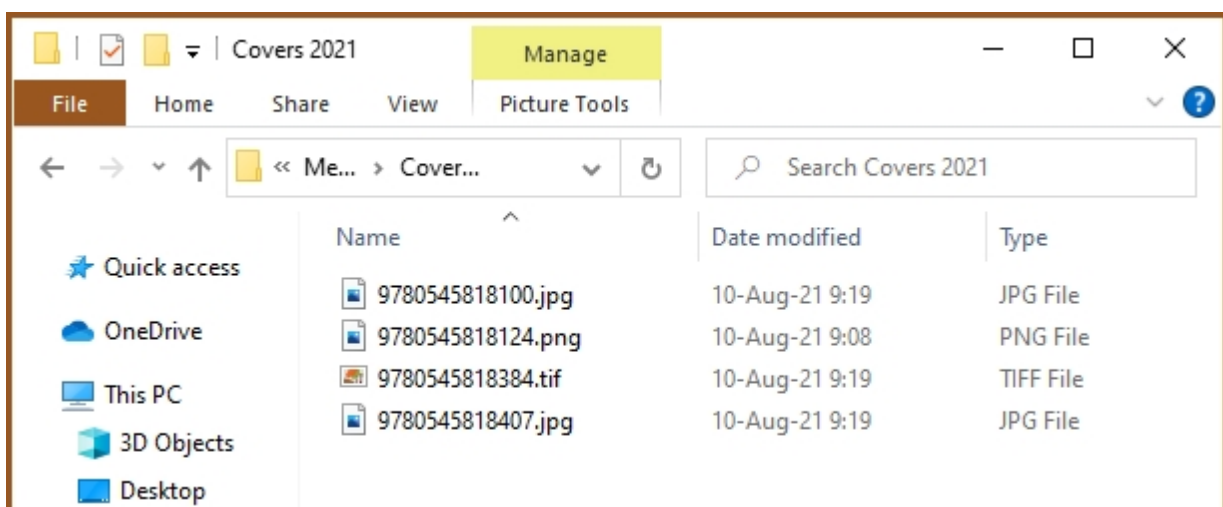 Covers 2021 Manage
File Home Share View Picture Tools
« Me... › Cover... Search Covers 2021
Quick access
OneDrive
This PC
3D Objects
Desktop
Name Date modified Type
9780545818100.jpg 10-Aug-21 9:19 JPG File
9780545818124.png 10-Aug-21 9:08 PNG File
9780545818384.tif 10-Aug-21 9:19 TIFF File
9780545818407.jpg 10-Aug-21 9:19 JPG File